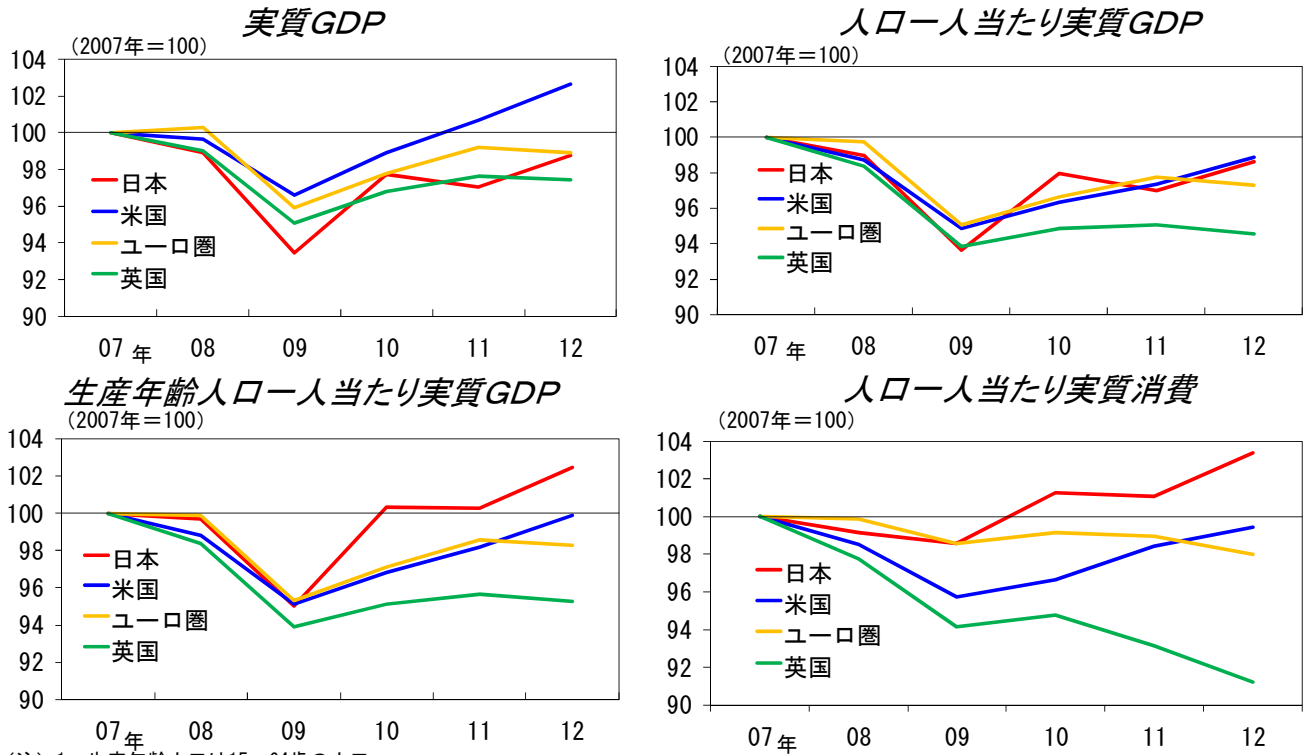 実質GDP
(2007年＝100)
104
102
100
98
96
94
92
90
日本
米国
ユーロ圏
英国
07年 08 09 10 11 12
人口一人当たり実質GDP
(2007年＝100)
104
102
100
98
96
94
92
90
日本
米国
ユーロ圏
英国
07年 08 09 10 11 12
生産年齢人口一人当たり実質GDP
(2007年＝100)
104
102
100
98
96
94
92
90
日本
米国
ユーロ圏
英国
07年 08 09 10 11 12
人口一人当たり実質消費
(2007年＝100)
104
102
100
98
96
94
92
90
日本
米国
ユーロ圏
英国
07年 08 09 10 11 12